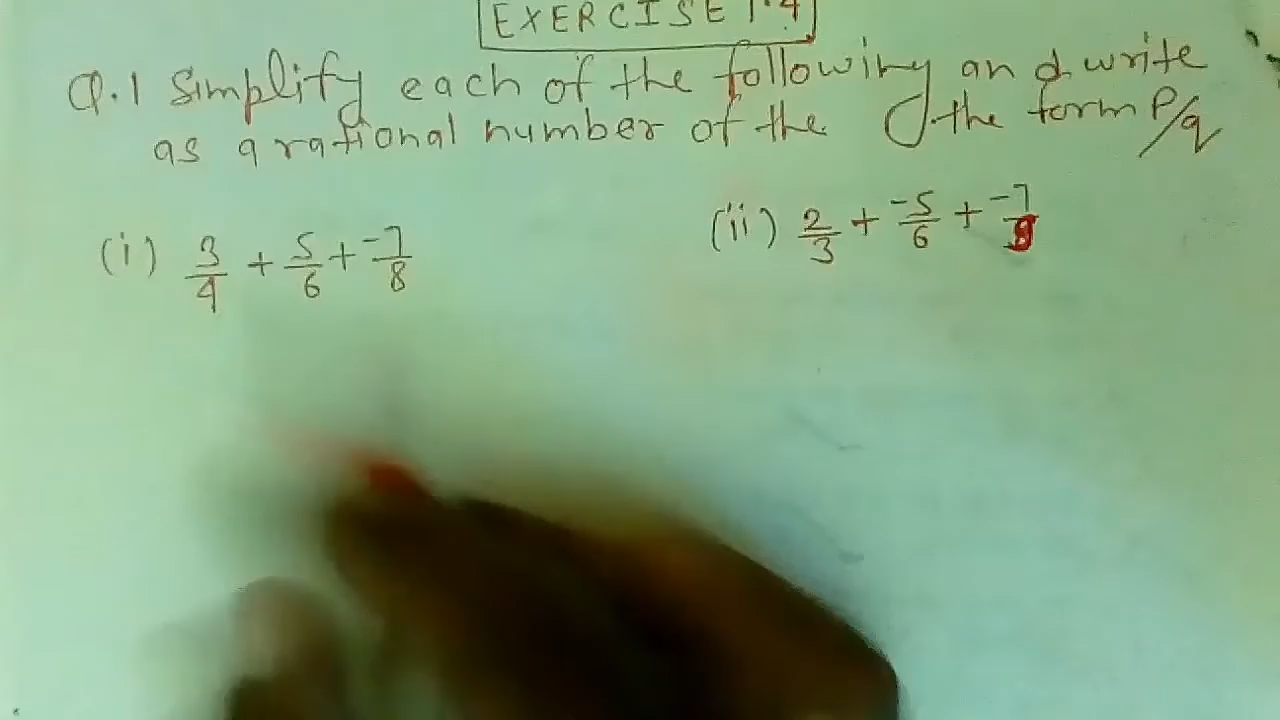 EXERCISE 1.4
Q.1 Simplify each of the following and write
as a rational number of the the form P/q
(i) 3/4 + 5/6 + -7/8
(ii) 2/3 + -5/6 + -7/9